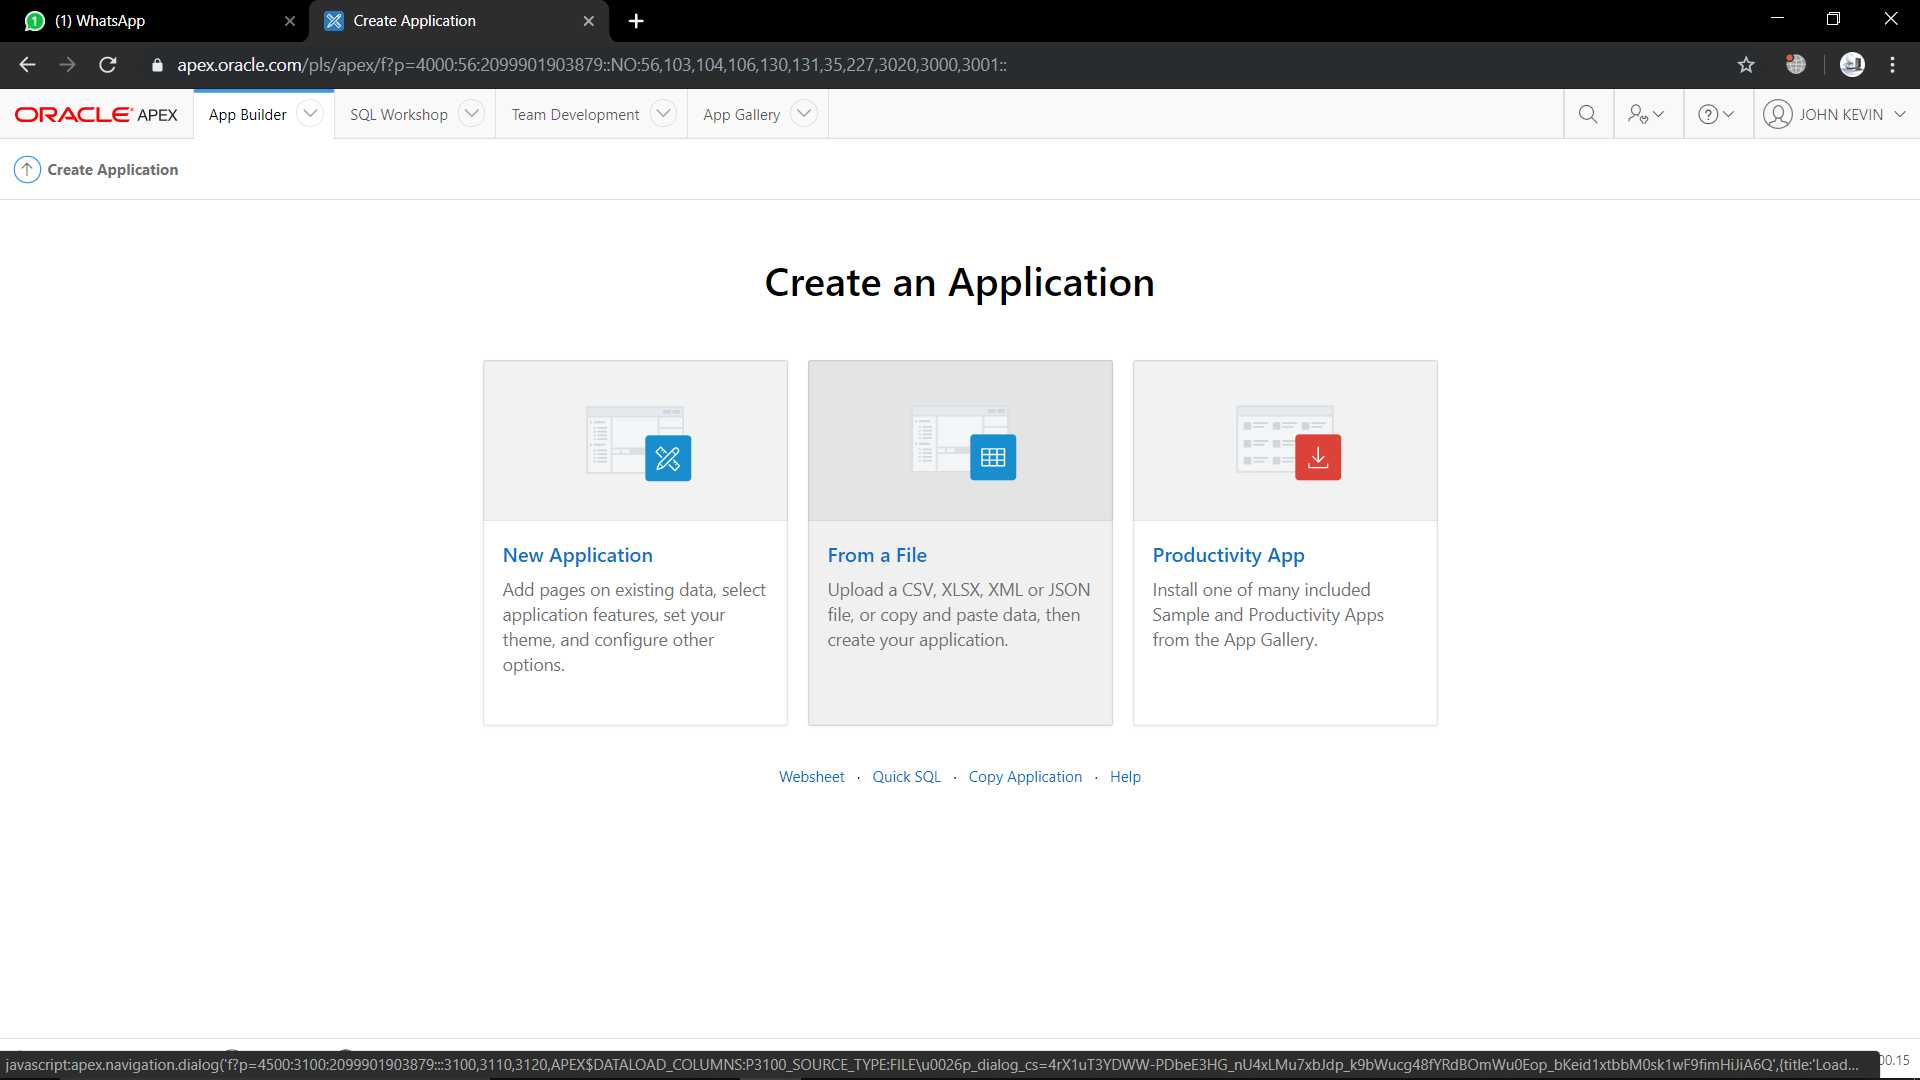 (1) WhatsApp
Create Application
apex.oracle.com/pls/apex/f?p=4000:56:2099901903879::NO:56,103,104,106,130,131,35,227,3020,3000,3001::
ORACLE APEX
App Builder
SQL Workshop
Team Development
App Gallery
JOHN KEVIN
Create Application
Create an Application
New Application
Add pages on existing data, select
application features, set your
theme, and configure other
options.
From a File
Upload a CSV, XLSX, XML or JSON
file, or copy and paste data, then
create your application.
Productivity App
Install one of many included
Sample and Productivity Apps
from the App Gallery.
Websheet · Quick SQL · Copy Application · Help
javascript:apex.navigation.dialog('f?p=4500:3100:2099901903879:::3100,3110,3120,APEX$DATALOAD_COLUMNS:P3100_SOURCE_TYPE:FILE\u0026p_dialog_cs=4rX1uT3YDWW-PDbeE3HG_nU4xLMu7xbJdp_k9bWucg48fYRdBOmWu0Eop_bKeid1xtbbM0sk1wF9fimHiJiA6Q',{title:'Load...
00.15